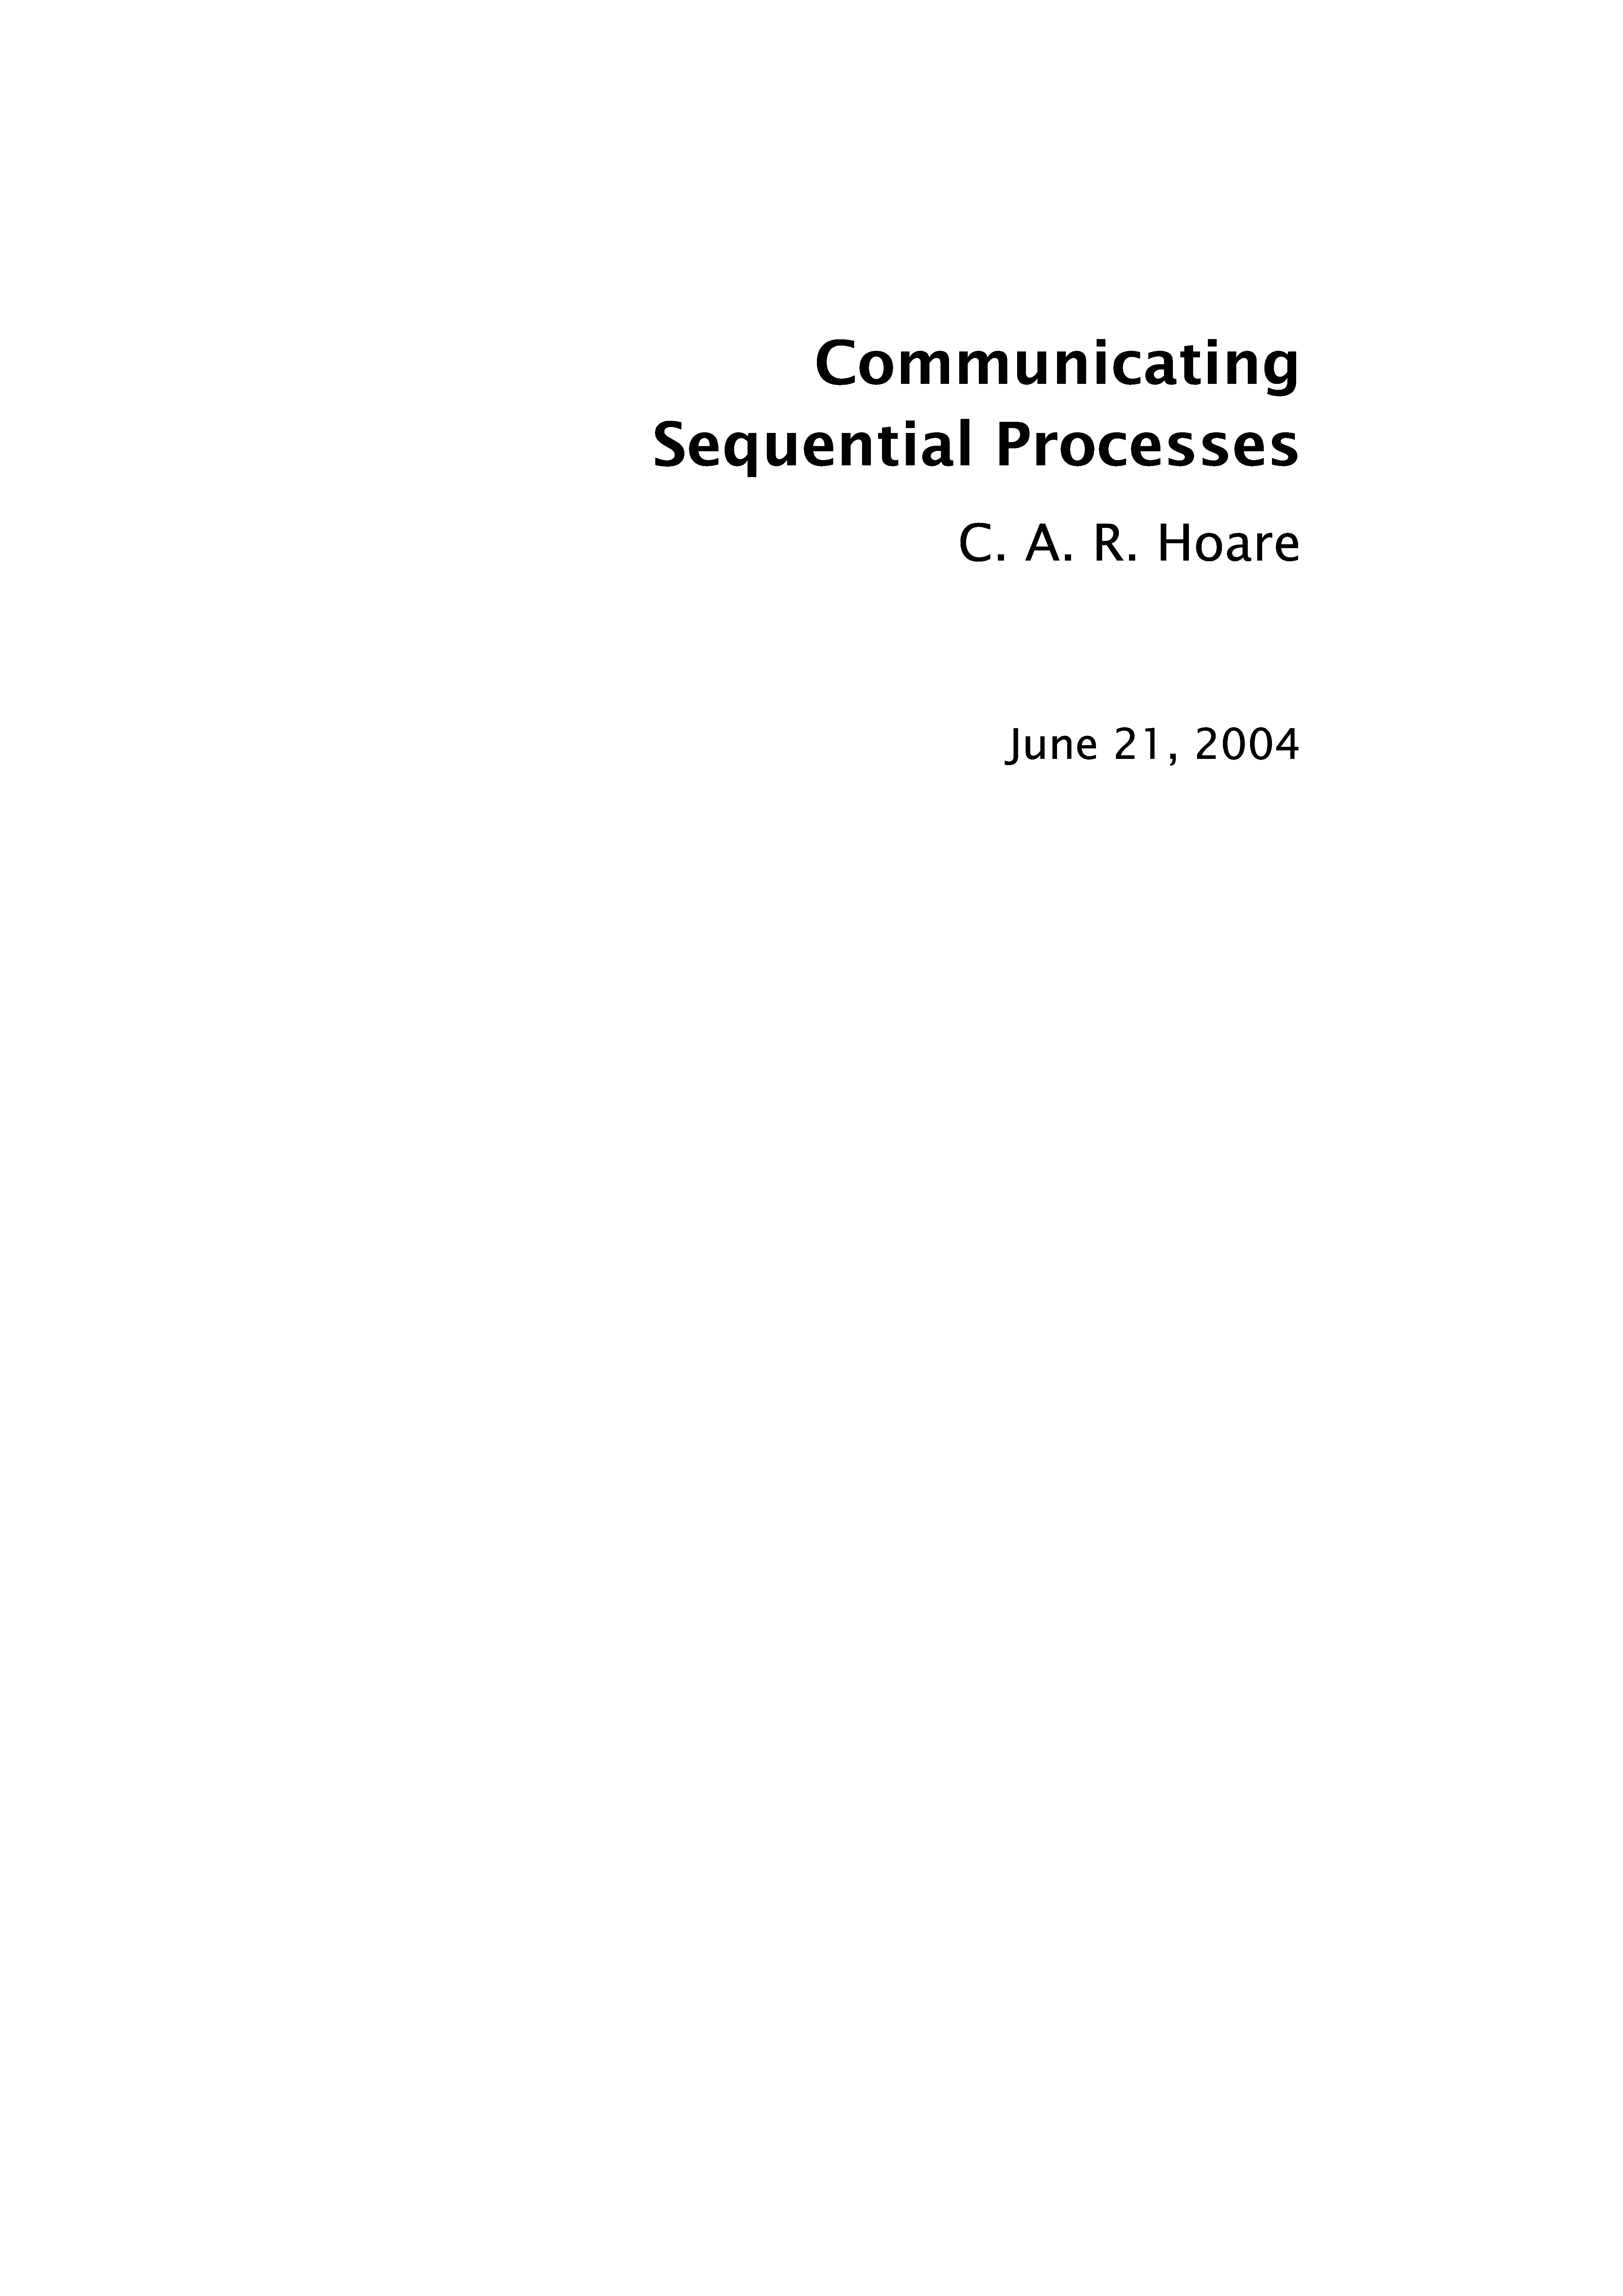 Communicating
Sequential Processes
C. A. R. Hoare
June 21, 2004